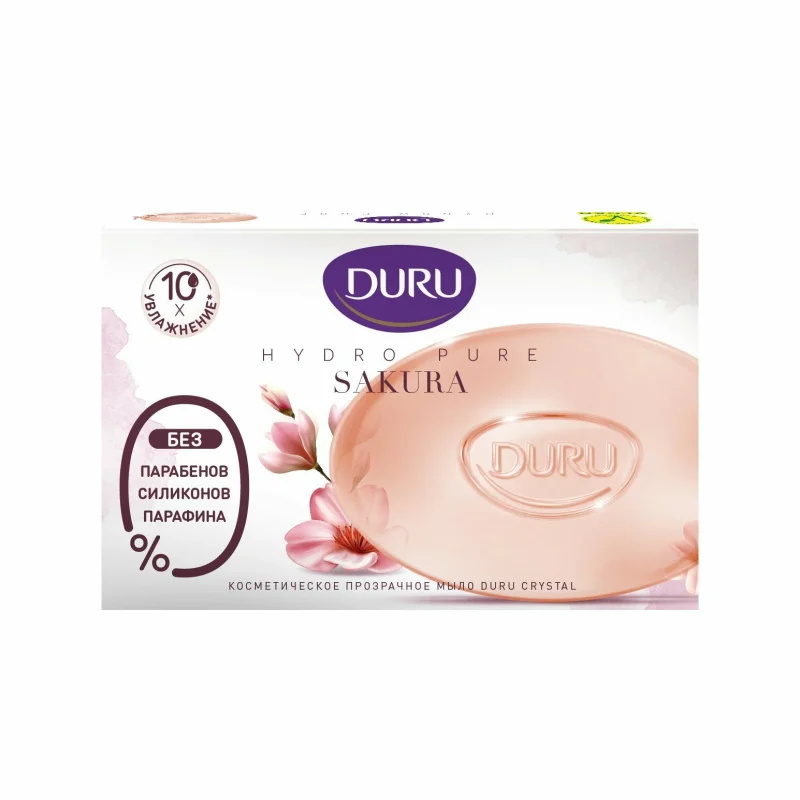 DURU
10
X
УВЛАЖНЕНИЕ*
HYDRO PURE
SAKURA
БЕЗ
ПАРАБЕНОВ
СИЛИКОНОВ
ПАРАФИНА
0%
DURU
КОСМЕТИЧЕСКОЕ ПРОЗРАЧНОЕ МЫЛО DURU CRYSTAL